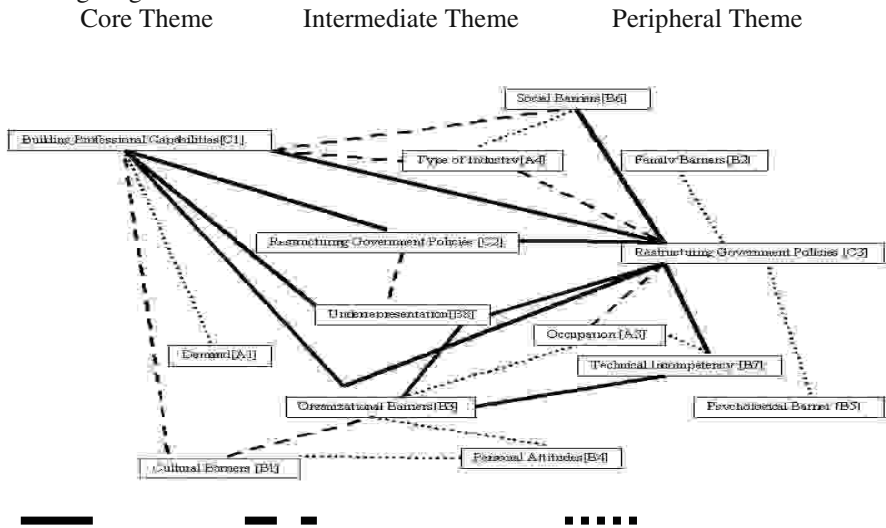 Core Theme Intermediate Theme Peripheral Theme
Social Barriers[B6]
Building Professional Capabilities[C1]
Type of Industry[A4]
Family Barriers[B2]
Restructuring Government Policies [C2]
Restructuring Government Policies [C3]
Underrepresentation[B8]
Occupation [A3]
Demand[A1]
Technical Incompetency [B7]
Organizational Barriers[B3]
Psychological Barrier [B5]
Personal Attitudes[B4]
Cultural Barriers [B1]